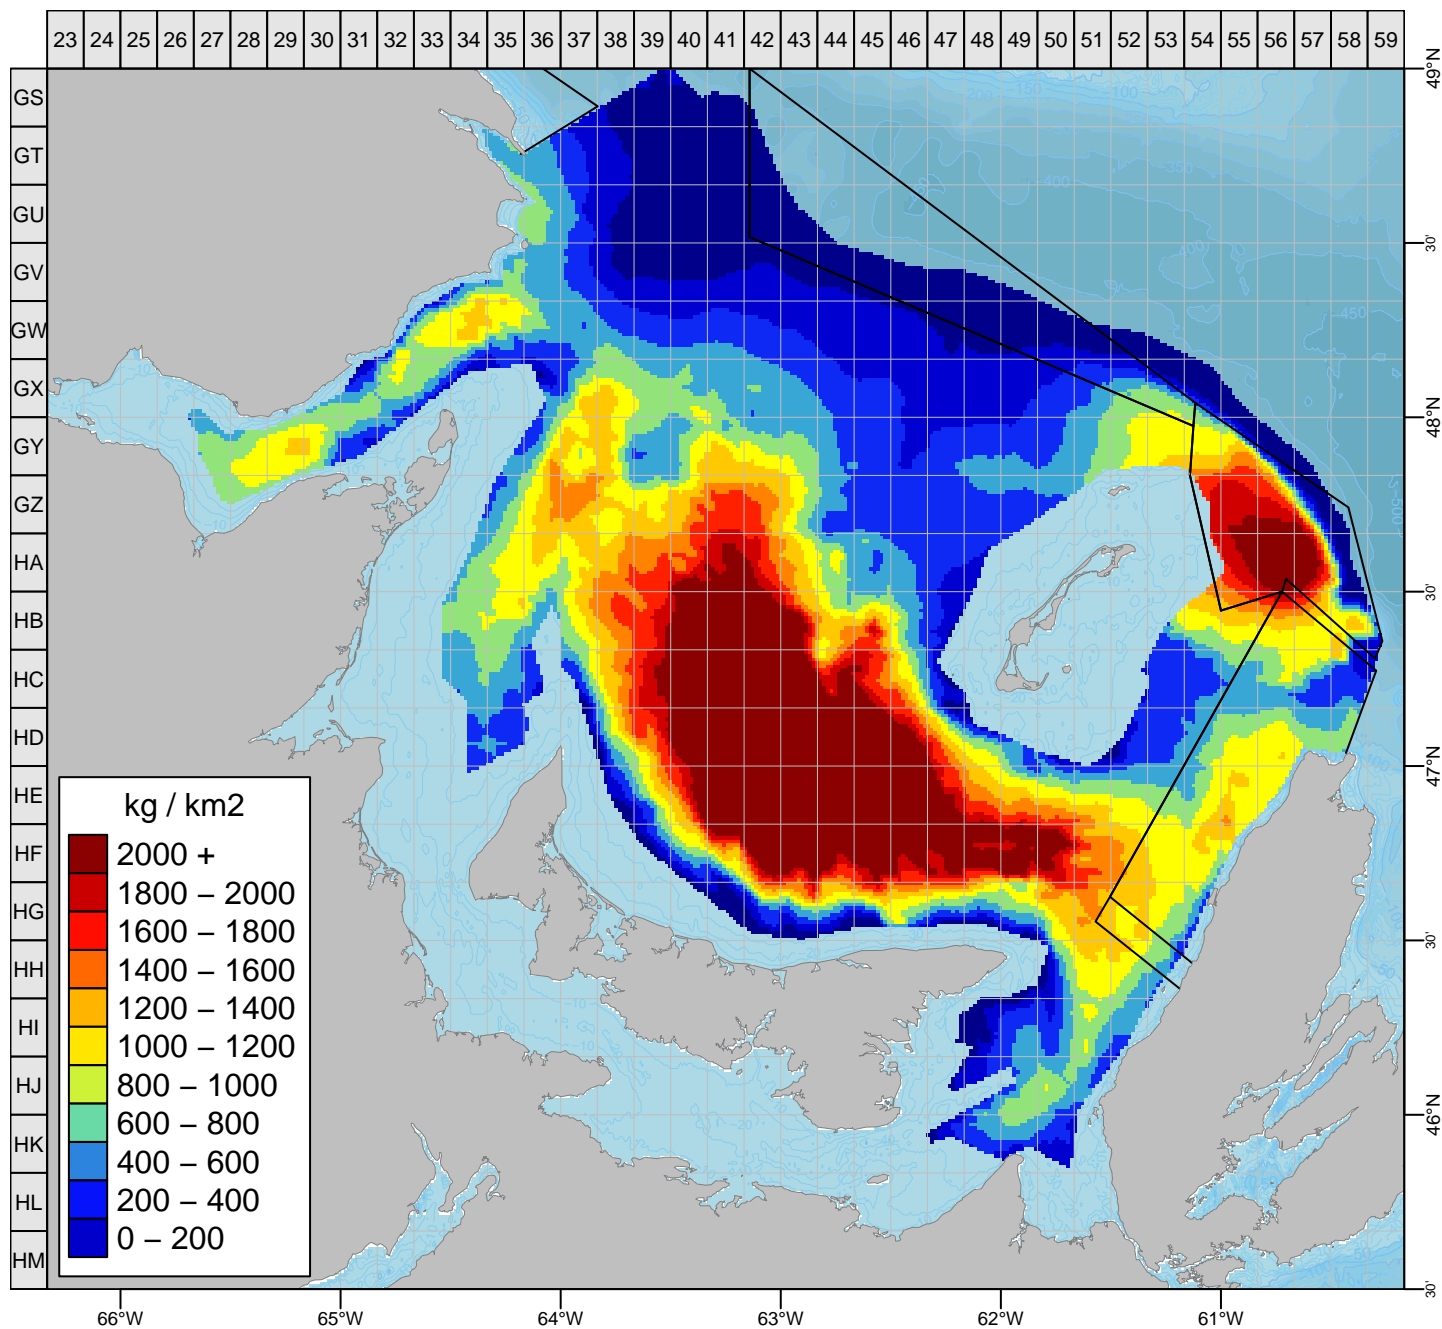 23 24 25 26 27 28 29 30 31 32 33 34 35 36 37 38 39 40 41 42 43 44 45 46 47 48 49 50 51 52 53 54 55 56 57 58 59
GS
GT
GU
GV
GW
GX
GY
GZ
HA
HB
HC
HD
HE
HF
HG
HH
HI
HJ
HK
HL
HM
49°N
30'
48°N
30'
47°N
30'
46°N
30'
kg / km2
2000 +
1800 – 2000
1600 – 1800
1400 – 1600
1200 – 1400
1000 – 1200
800 – 1000
600 – 800
400 – 600
200 – 400
0 – 200
66°W 65°W 64°W 63°W 62°W 61°W